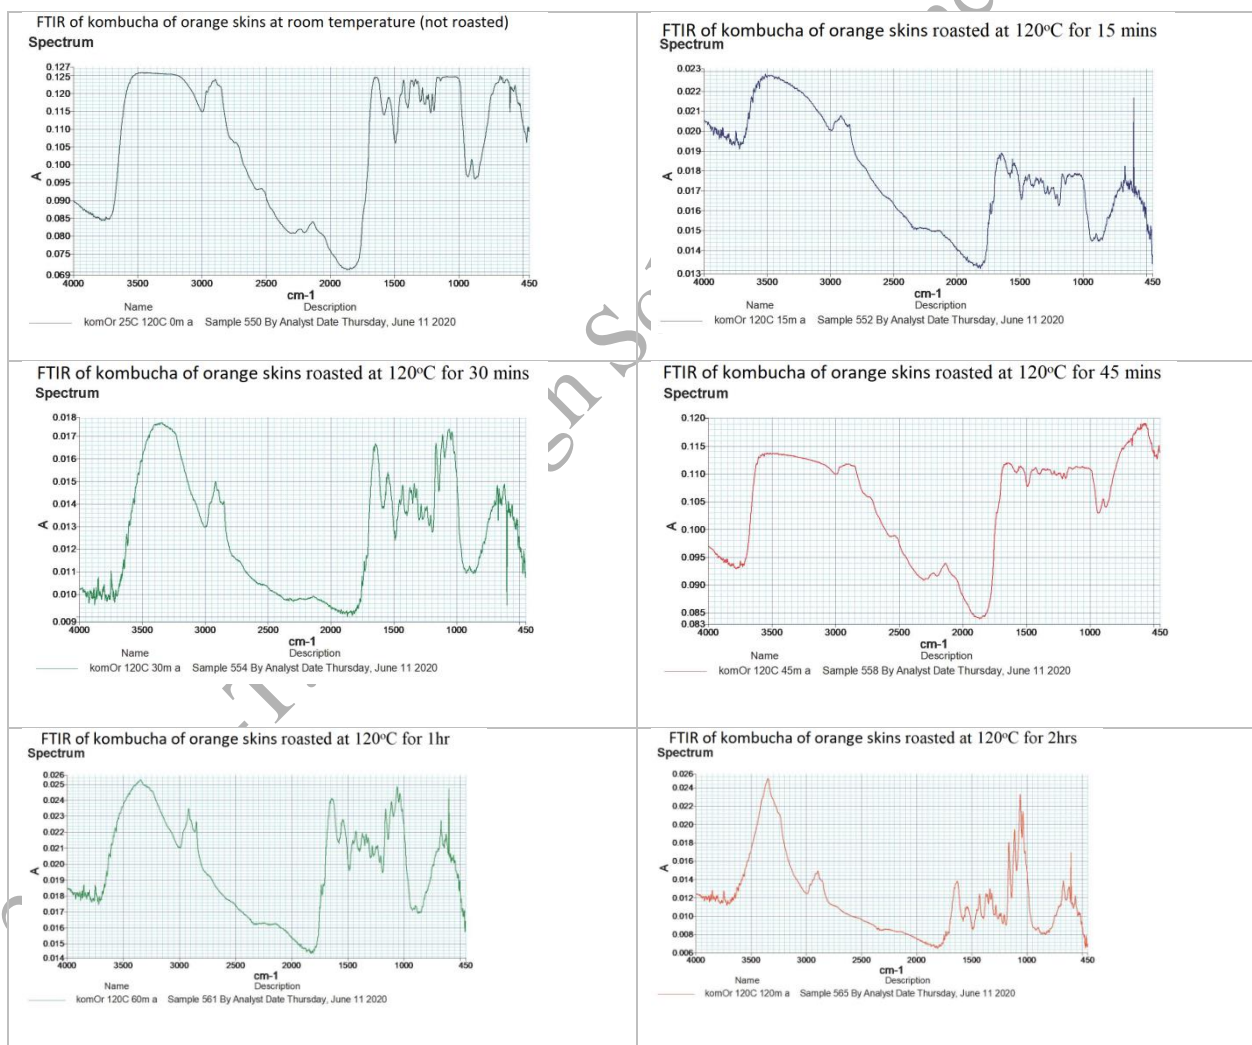 FTIR of kombucha of orange skins at room temperature (not roasted)
Spectrum
0.127
0.125
0.120
0.115
0.110
0.105
0.100
0.095
0.090
0.085
0.080
0.075
0.069
A
4000 3500 3000 2500 2000 1500 1000 450
cm-1
Name Description
komOr 25C 120C 0m a Sample 550 By Analyst Date Thursday, June 11 2020
FTIR of kombucha of orange skins roasted at 120°C for 15 mins
Spectrum
0.023
0.022
0.021
0.020
0.019
0.018
0.017
0.016
0.015
0.014
0.013
A
4000 3500 3000 2500 2000 1500 1000 450
cm-1
Name Description
komOr 120C 15m a Sample 552 By Analyst Date Thursday, June 11 2020
FTIR of kombucha of orange skins roasted at 120°C for 30 mins
Spectrum
0.018
0.017
0.016
0.015
0.014
0.013
0.012
0.011
0.010
0.009
A
4000 3500 3000 2500 2000 1500 1000 450
cm-1
Name Description
komOr 120C 30m a Sample 554 By Analyst Date Thursday, June 11 2020
FTIR of kombucha of orange skins roasted at 120°C for 45 mins
Spectrum
0.120
0.115
0.110
0.105
0.100
0.095
0.090
0.085
0.083
A
4000 3500 3000 2500 2000 1500 1000 450
cm-1
Name Description
komOr 120C 45m a Sample 558 By Analyst Date Thursday, June 11 2020
FTIR of kombucha of orange skins roasted at 120°C for 1hr
Spectrum
0.026
0.025
0.024
0.023
0.022
0.021
0.020
0.019
0.018
0.017
0.016
0.015
0.014
A
4000 3500 3000 2500 2000 1500 1000 450
cm-1
Name Description
komOr 120C 60m a Sample 561 By Analyst Date Thursday, June 11 2020
FTIR of kombucha of orange skins roasted at 120°C for 2hrs
Spectrum
0.026
0.024
0.022
0.020
0.018
0.016
0.014
0.012
0.010
0.008
0.006
A
4000 3500 3000 2500 2000 1500 1000 450
cm-1
Name Description
komOr 120C 120m a Sample 565 By Analyst Date Thursday, June 11 2020